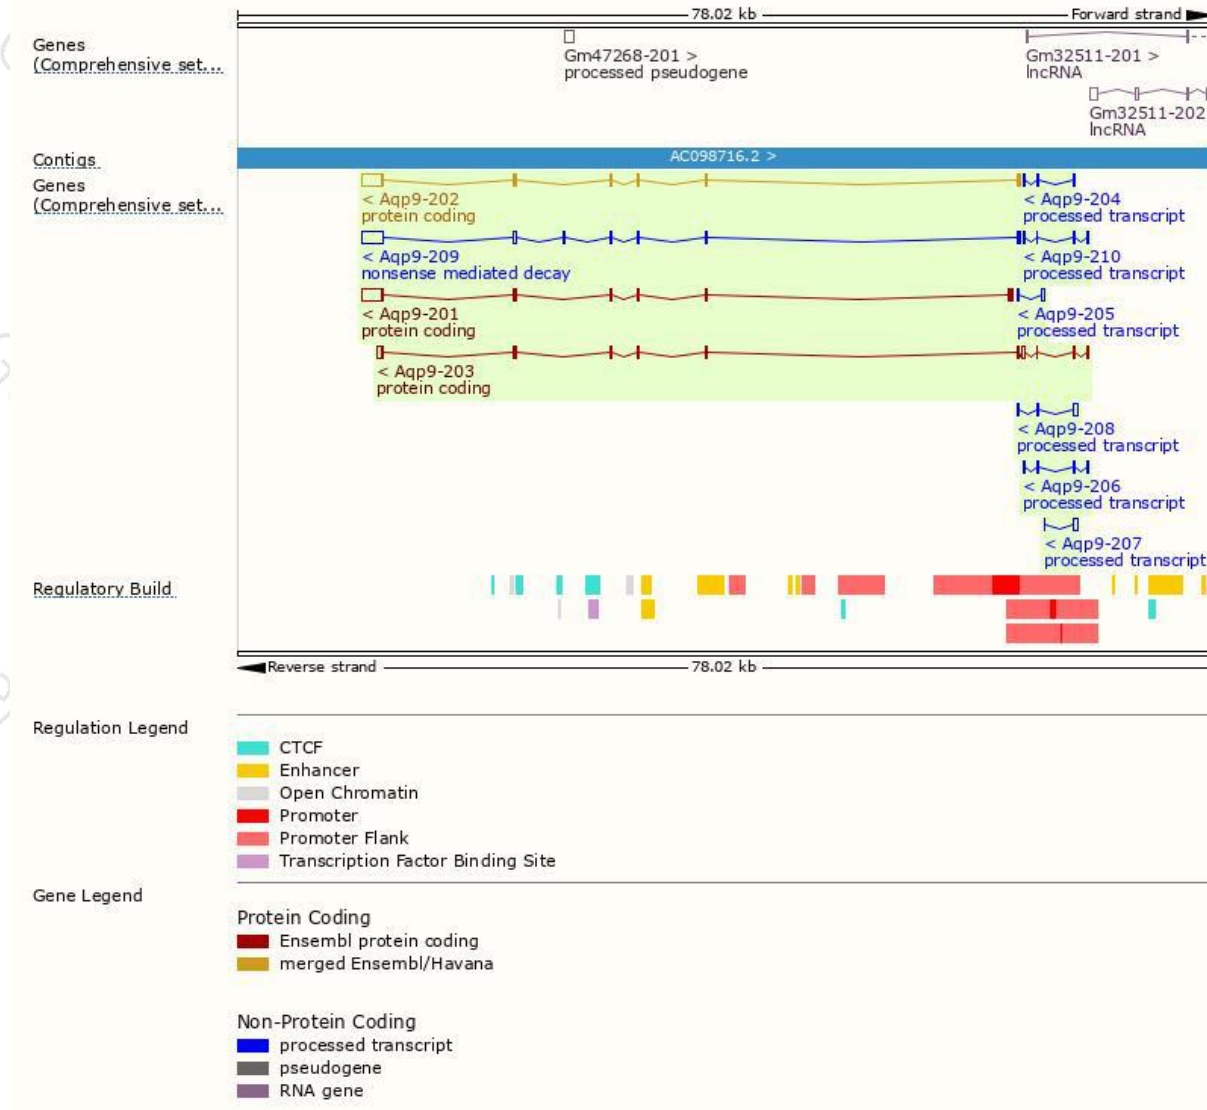 78.02 kb
Forward strand
Genes
(Comprehensive set...
Gm47268-201 >
processed pseudogene
Gm32511-201 >
lncRNA
Gm32511-202
lncRNA
Contigs
AC098716.2 >
Genes
(Comprehensive set...
< Aqp9-202
protein coding
< Aqp9-204
processed transcript
< Aqp9-209
nonsense mediated decay
< Aqp9-210
processed transcript
< Aqp9-201
protein coding
< Aqp9-205
processed transcript
< Aqp9-203
protein coding
< Aqp9-208
processed transcript
< Aqp9-206
processed transcript
< Aqp9-207
processed transcript
Regulatory Build
Reverse strand
78.02 kb
Regulation Legend
CTCF
Enhancer
Open Chromatin
Promoter
Promoter Flank
Transcription Factor Binding Site
Gene Legend
Protein Coding
Ensembl protein coding
merged Ensembl/Havana
Non-Protein Coding
processed transcript
pseudogene
RNA gene